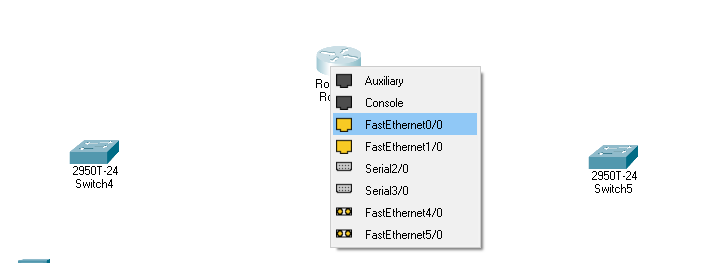 Auxiliary
Console
FastEthernet0/0
FastEthernet1/0
Serial2/0
Serial3/0
FastEthernet4/0
FastEthernet5/0
2950T-24
Switch4
2950T-24
Switch5